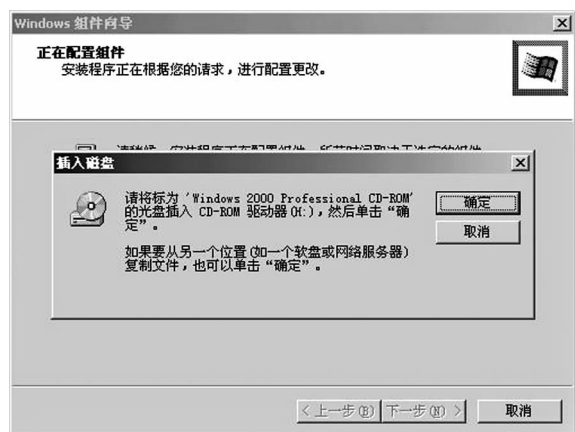 Windows 组件向导
正在配置组件
安装程序正在根据您的请求，进行配置更改。
插入磁盘
请将标为 'Windows 2000 Professional CD-ROM'
的光盘插入 CD-ROM 驱动器(H:)，然后单击“确
定”。
如果要从另一个位置(如一个软盘或网络服务器)
复制文件，也可以单击“确定”。
确定
取消
< 上一步(B)
下一步(N) >
取消